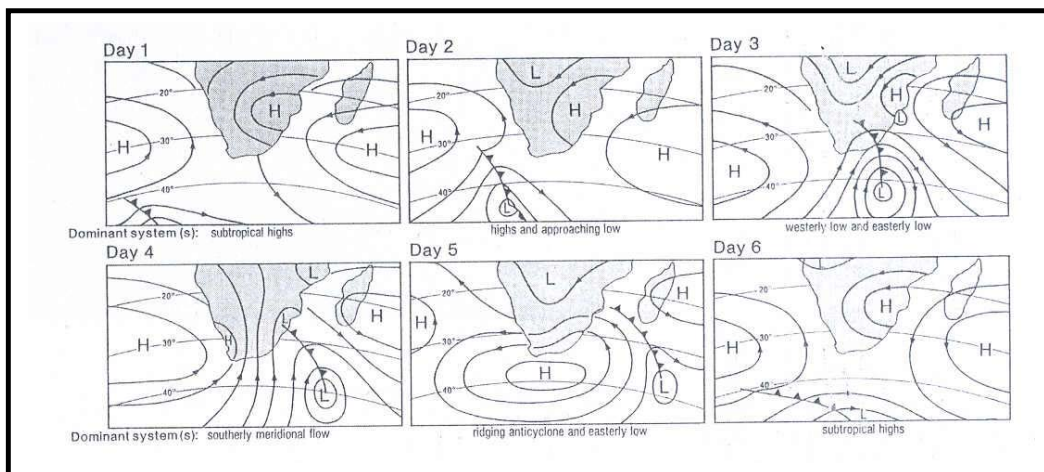 Day 1
Day 2
Day 3
20°
H
30°
H
H
40°
L
20°
H
H
30°
H
40°
L
L
20°
H
L
H
30°
H
40°
L
Dominant system(s): subtropical highs
highs and approaching low
westerly low and easterly low
Day 4
Day 5
Day 6
20°
L
L
H
H
30°
H
40°
L
L
20°
H
H
30°
H
40°
L
L
20°
H
H
30°
H
40°
L
Dominant system(s): southerly meridional flow
ridging anticyclone and easterly low
subtropical highs